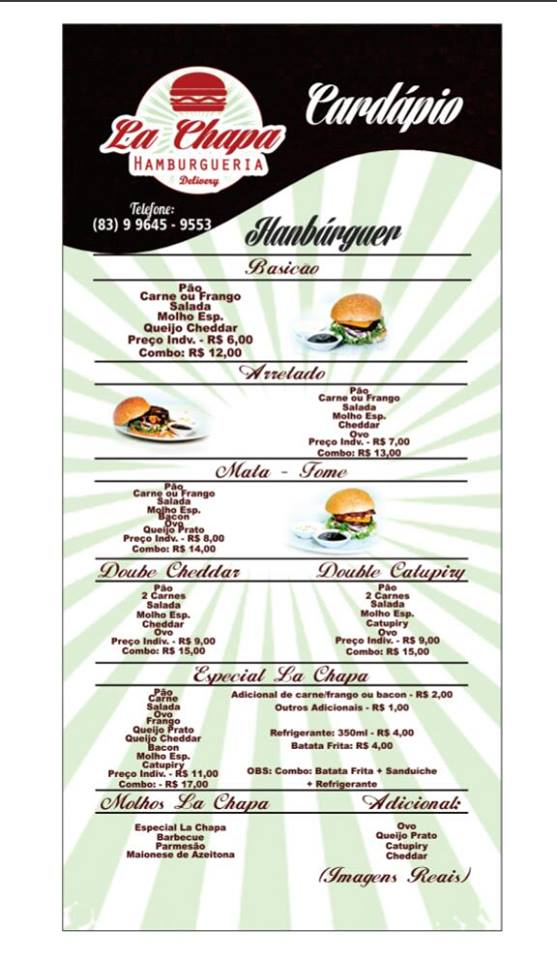 La Chapa
HAMBURGUERIA
Delivery
Cardápio
Telefone:
(83) 9 9645 - 9553
Hanbúrguer
Basicão
Pão
Carne ou Frango
Salada
Molho Esp.
Queijo Cheddar
Preço Indv. - R$ 6,00
Combo: R$ 12,00
Arretado
Pão
Carne ou Frango
Salada
Molho Esp.
Cheddar
Ovo
Preço Indv. - R$ 7,00
Combo: R$ 13,00
Mata - Fome
Pão
Carne ou Frango
Salada
Molho Esp.
Bacon
Ovo
Queijo Prato
Preço Indv. - R$ 8,00
Combo: R$ 14,00
Doube Cheddar
Pão
2 Carnes
Salada
Molho Esp.
Cheddar
Ovo
Preço Indiv. - R$ 9,00
Combo: R$ 15,00
Double Catupiry
Pão
2 Carnes
Salada
Molho Esp.
Catupiry
Ovo
Preço Indiv. - R$ 9,00
Combo: R$ 15,00
Especial La Chapa
Pão
Carne
Salada
Ovo
Frango
Queijo Prato
Queijo Cheddar
Bacon
Molho Esp.
Catupiry
Preço Indiv. - R$ 11,00
Combo: - R$ 17,00
Adicional de carne/frango ou bacon - R$ 2,00
Outros Adicionais - R$ 1,00
Refrigerante: 350ml - R$ 4,00
Batata Frita: R$ 4,00
OBS: Combo: Batata Frita + Sanduíche
+ Refrigerante
Molhos La Chapa
Especial La Chapa
Barbecue
Parmesão
Maionese de Azeitona
Adicional:
Ovo
Queijo Prato
Catupiry
Cheddar
(Imagens Reais)